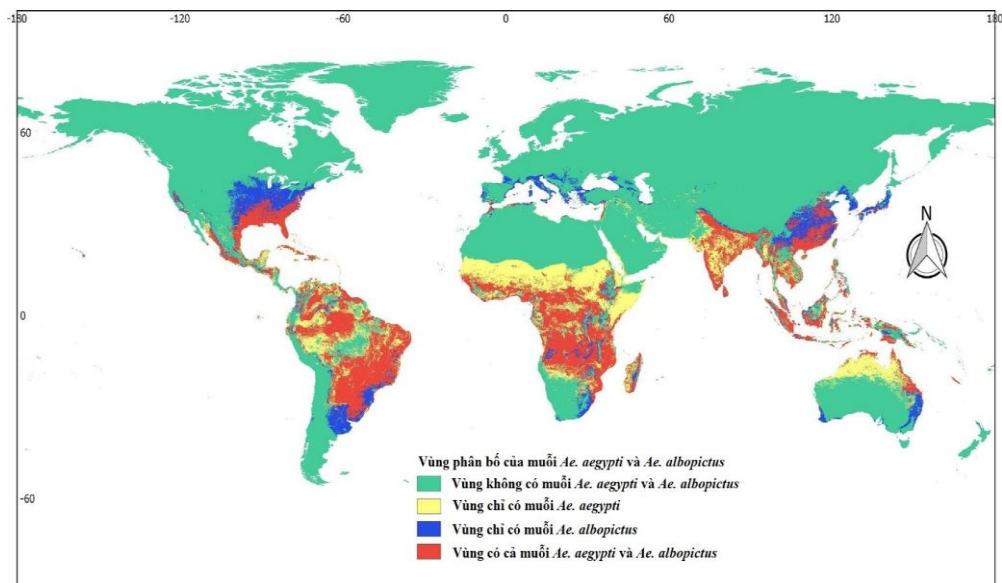 -180 -120 -60 0 60 120 180
60
N
0
-60
Vùng phân bố của muỗi Ae. aegypti và Ae. albopictus
Vùng không có muỗi Ae. aegypti và Ae. albopictus
Vùng chỉ có muỗi Ae. aegypti
Vùng chỉ có muỗi Ae. albopictus
Vùng có cả muỗi Ae. aegypti và Ae. albopictus